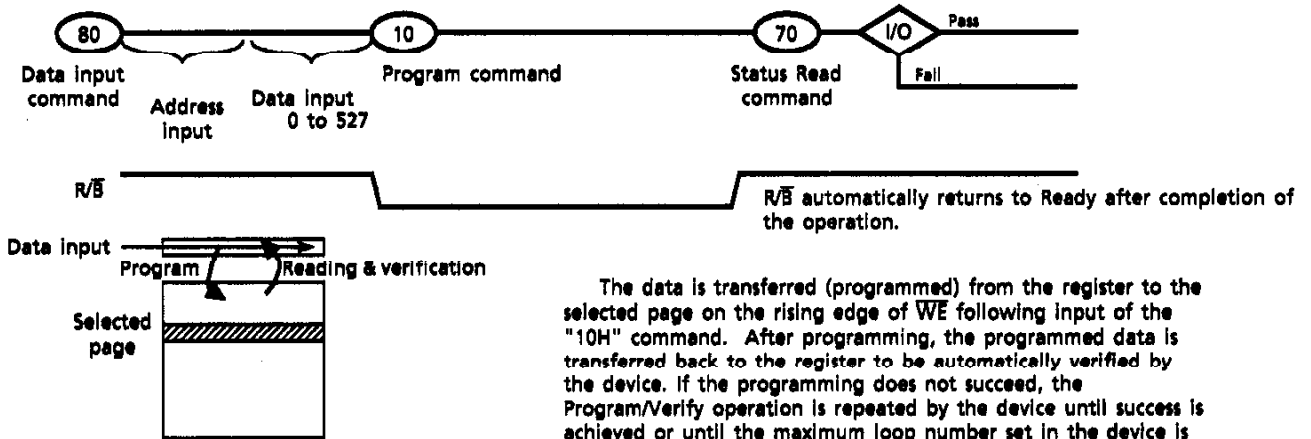 80
10
70
I/O
Pass
Fail
Data input
command
Address
input
Data input
0 to 527
Program command
Status Read
command
R/B̅
R/B̅ automatically returns to Ready after completion of
the operation.
Data input
Program
Reading & verification
Selected
page
The data is transferred (programmed) from the register to the
selected page on the rising edge of W̅E̅ following input of the
"10H" command. After programming, the programmed data is
transferred back to the register to be automatically verified by
the device. If the programming does not succeed, the
Program/Verify operation is repeated by the device until success is
achieved or until the maximum loop number set in the device is